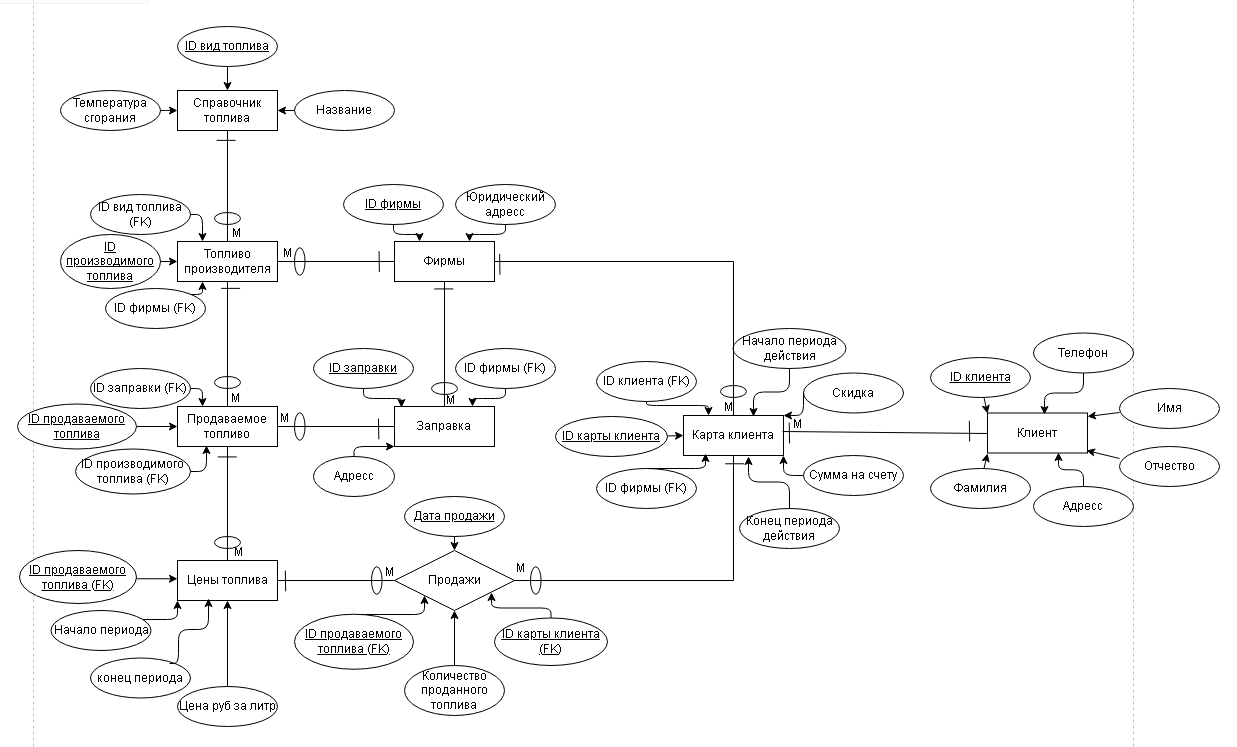 ID вид топлива
Температура
сгорания
Справочник
топлива
Название
ID вид топлива
(FK)
M
ID
производимого
топлива
Топливо
производителя
M
ID фирмы (FK)
ID фирмы
Юридический
адресс
Фирмы
ID заправки (FK)
M
ID продаваемого
топлива
Продаваемое
топливо
M
ID производимого
топлива (FK)
ID заправки
ID фирмы (FK)
M
Заправка
Адресс
Начало периода
действия
ID клиента (FK)
M
Скидка
ID карты клиента
Карта клиента
M
ID фирмы (FK)
Сумма на счету
Конец периода
действия
Телефон
ID клиента
Имя
Клиент
Отчество
Фамилия
Адресс
Дата продажи
M
Продажи
M
ID продаваемого
топлива (FK)
ID карты клиента
(FK)
Количество
проданного
топлива
M
ID продаваемого
топлива (FK)
Цены топлива
Начало периода
конец периода
Цена руб за литр